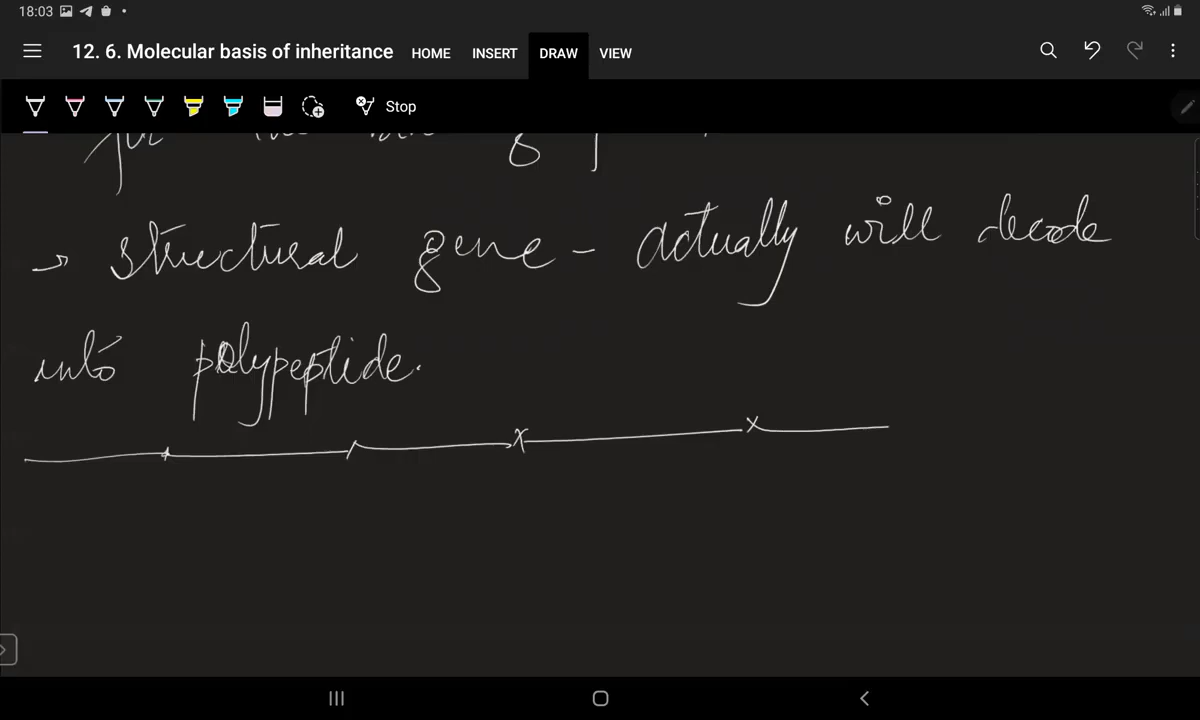 18:03
12. 6. Molecular basis of inheritance HOME INSERT DRAW VIEW
Stop
→ structural gene - actually will decode
into polypeptide.